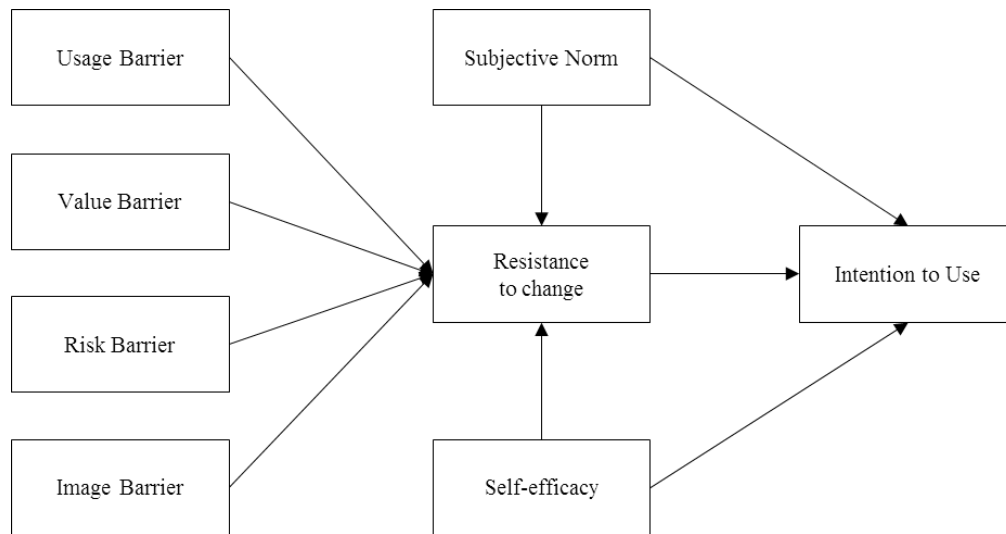 Usage Barrier
Subjective Norm
Value Barrier
Resistance
to change
Intention to Use
Risk Barrier
Image Barrier
Self-efficacy